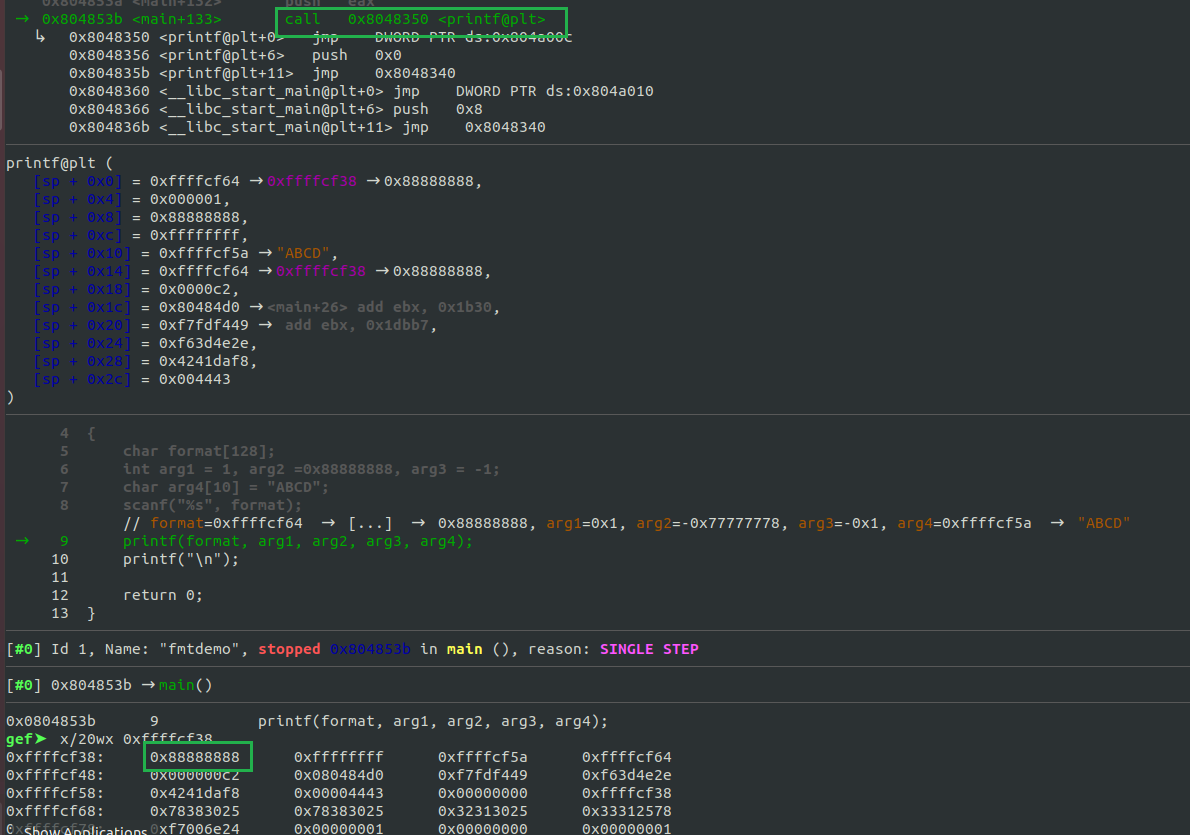 0x804853a <main+132> push eax
→ 0x804853b <main+133> call 0x8048350 <printf@plt>
↳ 0x8048350 <printf@plt+0> jmp DWORD PTR ds:0x804a00c
0x8048356 <printf@plt+6> push 0x0
0x804835b <printf@plt+11> jmp 0x8048340
0x8048360 <__libc_start_main@plt+0> jmp DWORD PTR ds:0x804a010
0x8048366 <__libc_start_main@plt+6> push 0x8
0x804836b <__libc_start_main@plt+11> jmp 0x8048340
printf@plt (
[sp + 0x0] = 0xffffcf64 →0xffffcf38 →0x88888888,
[sp + 0x4] = 0x000001,
[sp + 0x8] = 0x88888888,
[sp + 0xc] = 0xffffffff,
[sp + 0x10] = 0xffffcf5a →"ABCD",
[sp + 0x14] = 0xffffcf64 →0xffffcf38 →0x88888888,
[sp + 0x18] = 0x0000c2,
[sp + 0x1c] = 0x80484d0 →<main+26> add ebx, 0x1b30,
[sp + 0x20] = 0xf7fdf449 → add ebx, 0x1dbb7,
[sp + 0x24] = 0xf63d4e2e,
[sp + 0x28] = 0x4241daf8,
[sp + 0x2c] = 0x004443
)
4 {
5 char format[128];
6 int arg1 = 1, arg2 =0x88888888, arg3 = -1;
7 char arg4[10] = "ABCD";
8 scanf("%s", format);
// format=0xffffcf64 → [...] → 0x88888888, arg1=0x1, arg2=-0x77777778, arg3=-0x1, arg4=0xffffcf5a → "ABCD"
→ 9 printf(format, arg1, arg2, arg3, arg4);
10 printf("\n");
11
12 return 0;
13 }
[#0] Id 1, Name: "fmtdemo", stopped 0x804853b in main (), reason: SINGLE STEP
[#0] 0x804853b →main()
0x0804853b 9 printf(format, arg1, arg2, arg3, arg4);
gef➤ x/20wx 0xffffcf38
0xffffcf38: 0x88888888 0xffffffff 0xffffcf5a 0xffffcf64
0xffffcf48: 0x000000c2 0x080484d0 0xf7fdf449 0xf63d4e2e
0xffffcf58: 0x4241daf8 0x00004443 0x00000000 0xffffcf38
0xffffcf68: 0x78383025 0x78383025 0x32313025 0x33312578
Show Applications 0xf7006e24 0x00000001 0x00000000 0x00000001